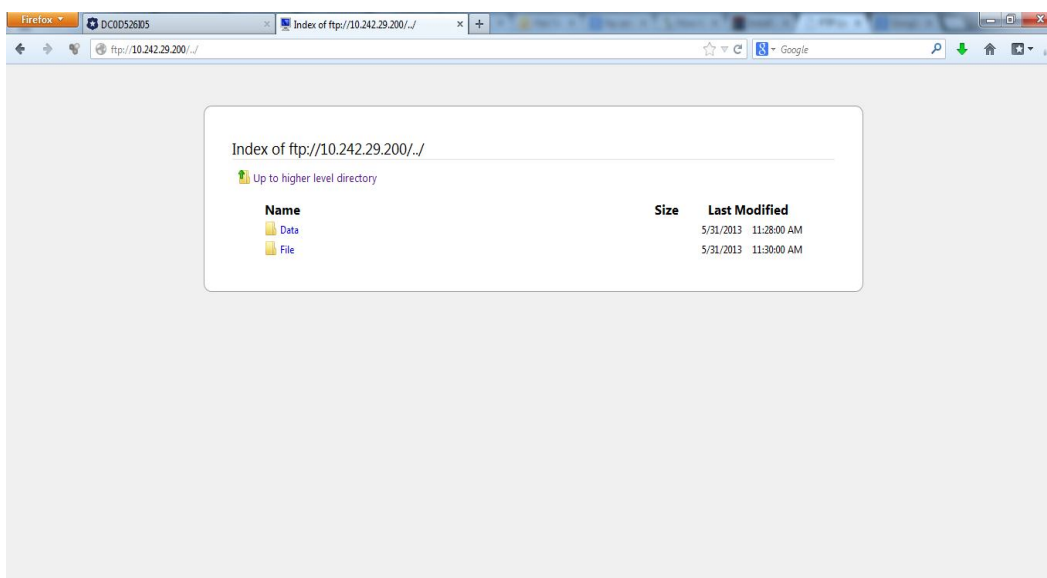 Firefox
DC0D526I05
Index of ftp://10.242.29.200/../
ftp://10.242.29.200/../
Google
Index of ftp://10.242.29.200/../
Up to higher level directory
Name Size Last Modified
Data 5/31/2013 11:28:00 AM
File 5/31/2013 11:30:00 AM